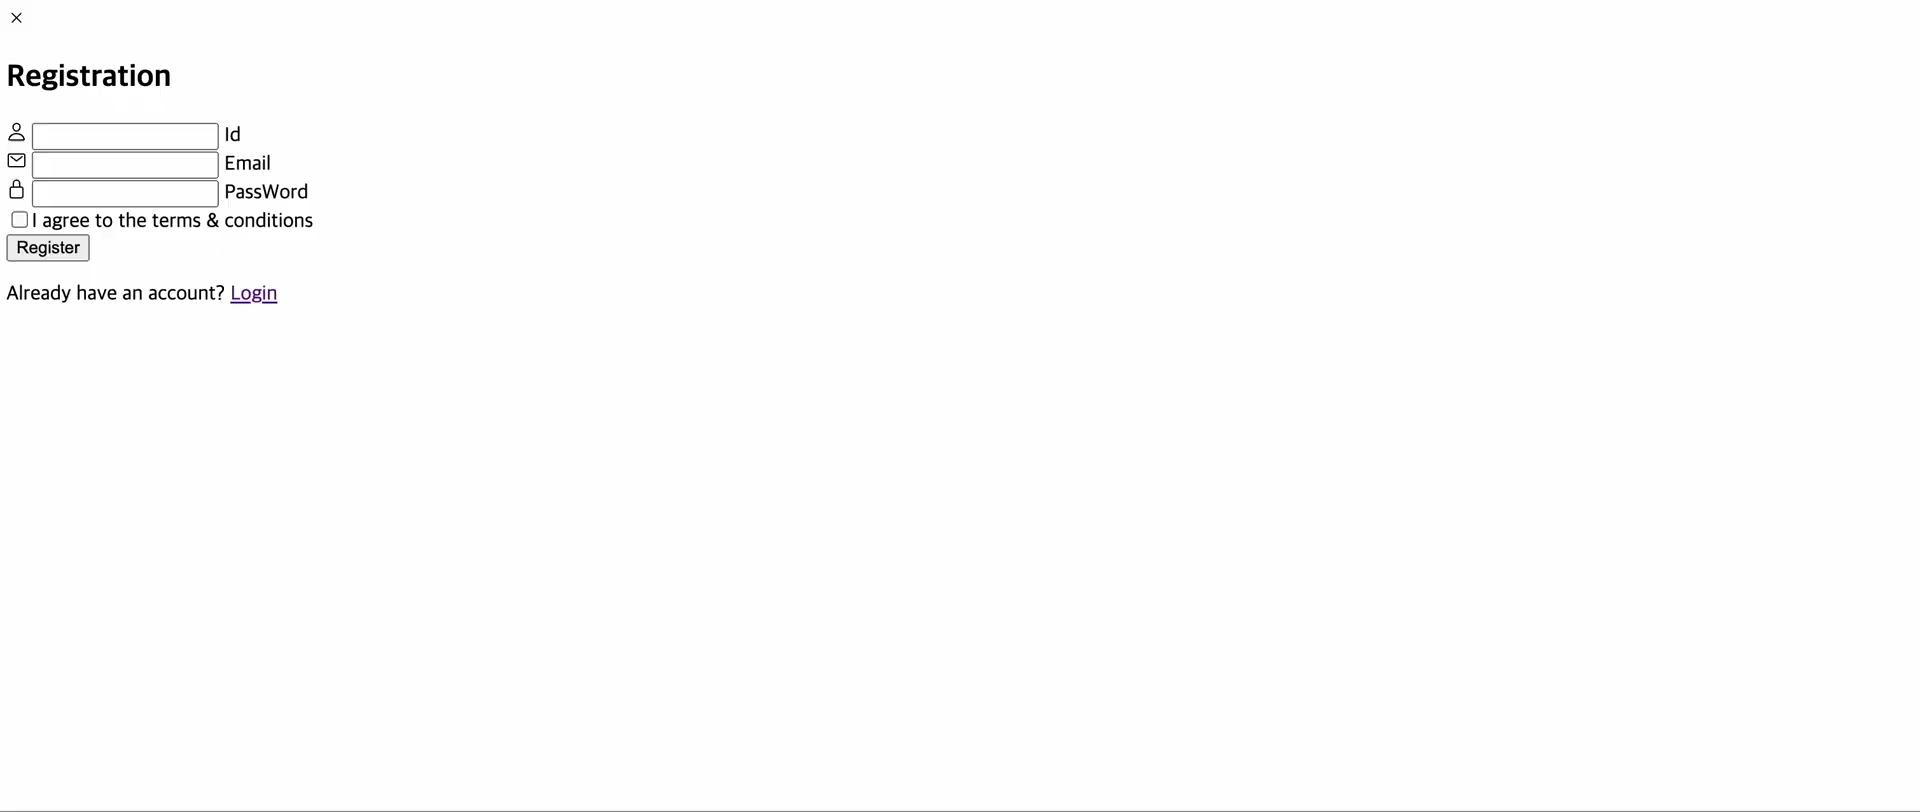 Registration
Id
Email
PassWord
I agree to the terms & conditions
Register
Already have an account? Login